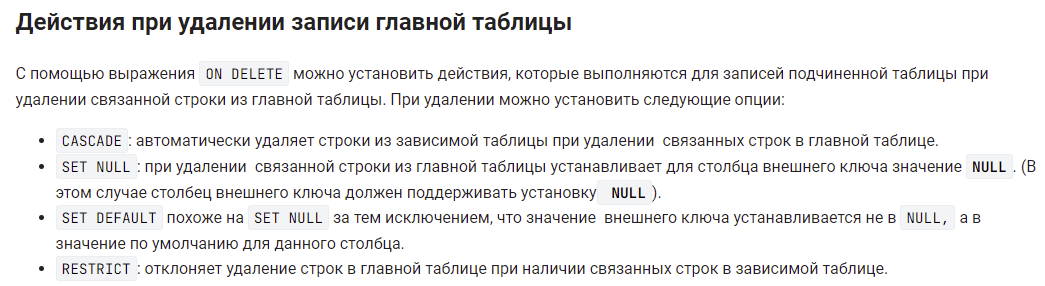 Действия при удалении записи главной таблицы
С помощью выражения ON DELETE можно установить действия, которые выполняются для записей подчиненной таблицы при
удалении связанной строки из главной таблицы. При удалении можно установить следующие опции:
• CASCADE: автоматически удаляет строки из зависимой таблицы при удалении связанных строк в главной таблице.
• SET NULL: при удалении связанной строки из главной таблицы устанавливает для столбца внешнего ключа значение NULL. (В
этом случае столбец внешнего ключа должен поддерживать установку NULL).
• SET DEFAULT похоже на SET NULL за тем исключением, что значение внешнего ключа устанавливается не в NULL, а в
значение по умолчанию для данного столбца.
• RESTRICT: отклоняет удаление строк в главной таблице при наличии связанных строк в зависимой таблице.